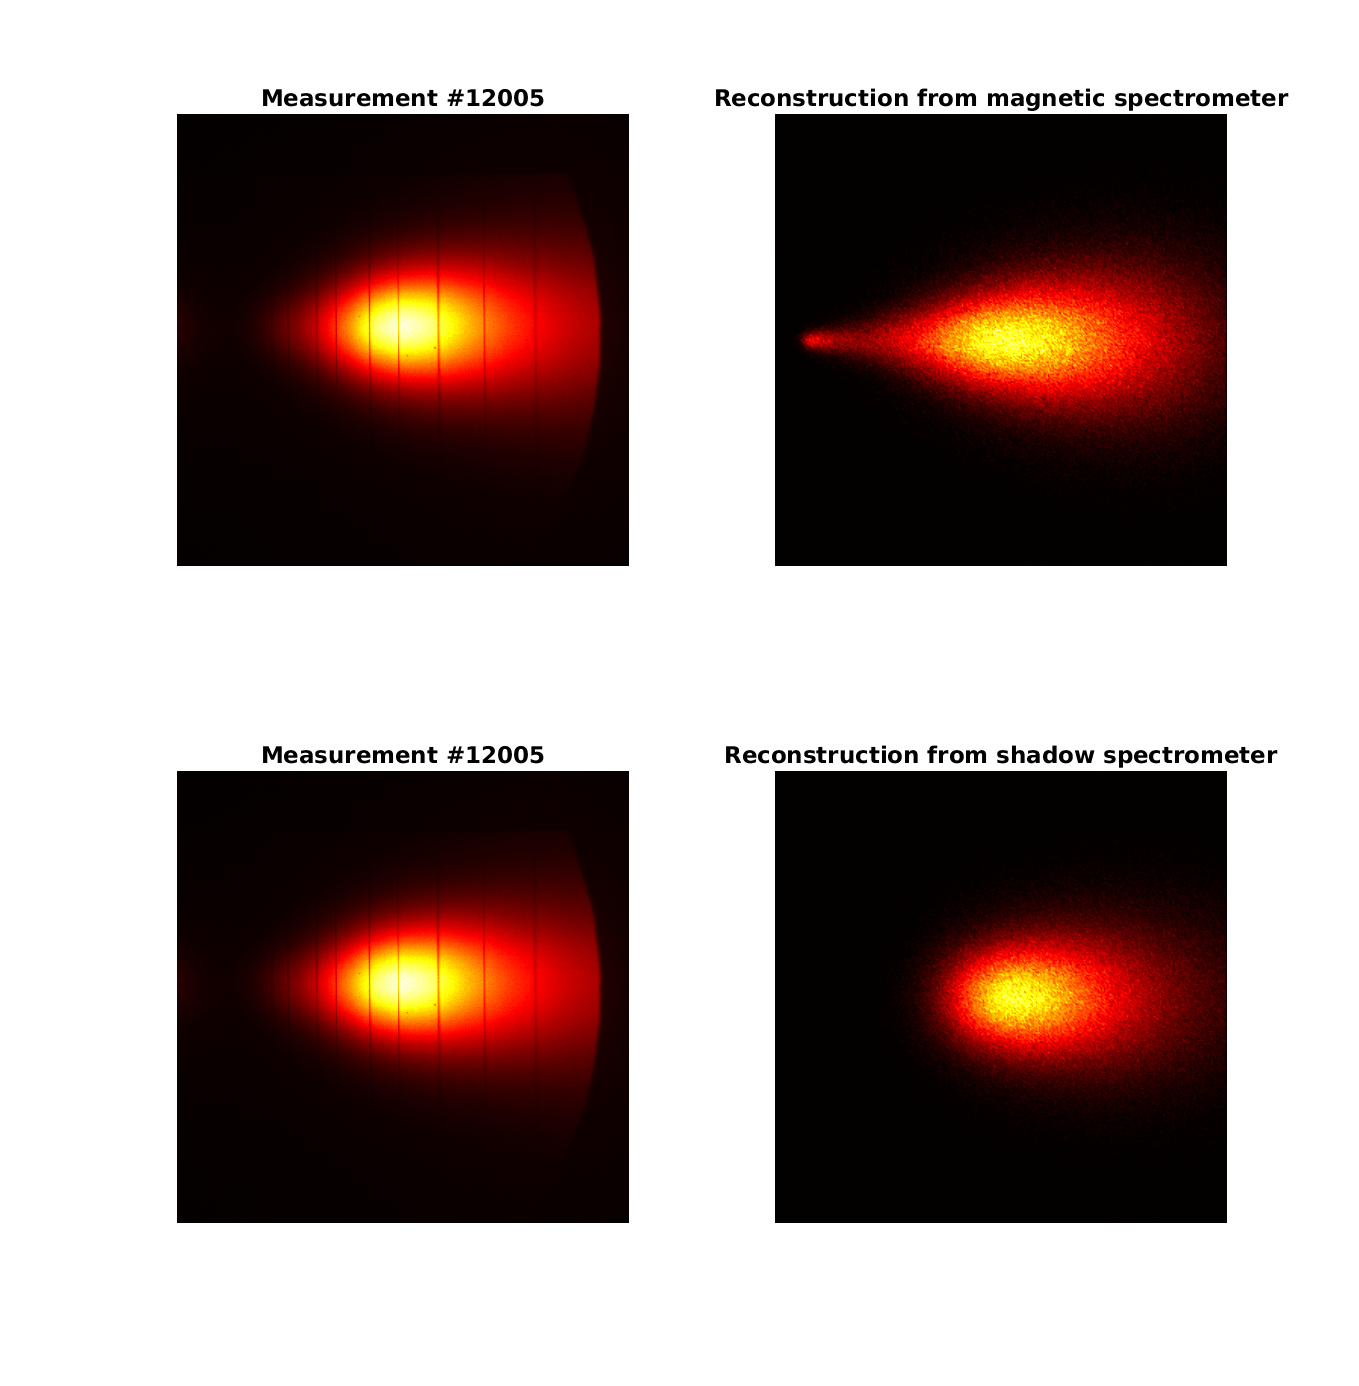 Measurement #12005
Reconstruction from magnetic spectrometer
Measurement #12005
Reconstruction from shadow spectrometer